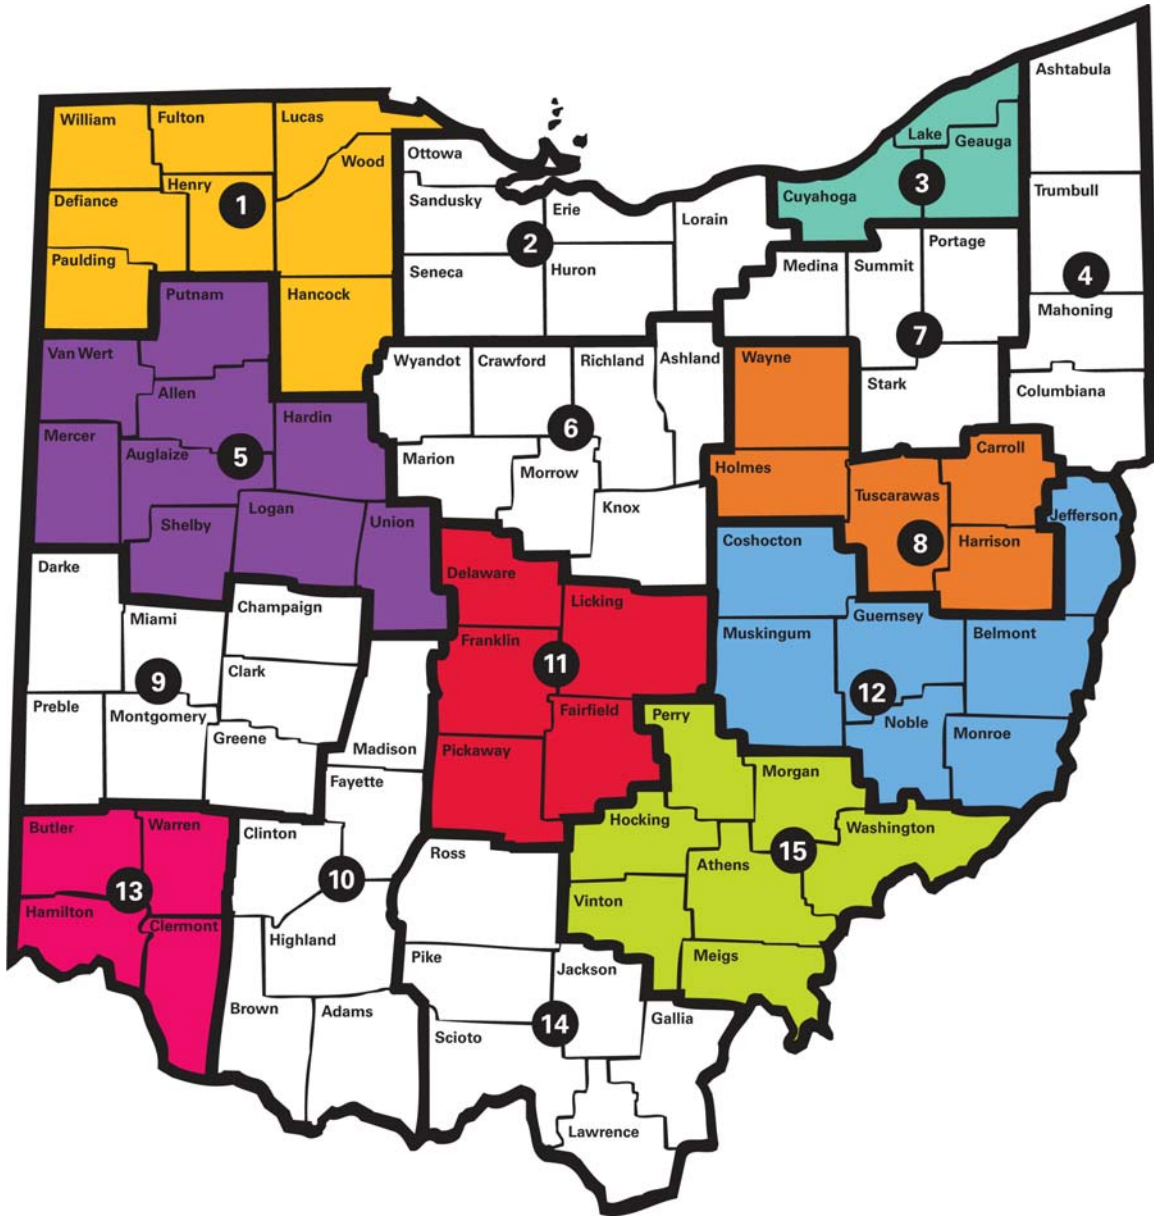 Ashtabula
William
Fulton
Lucas
Lake
Geauga
Wood
Ottowa
Henry
Defiance
1
Sandusky
Erie
Lorain
Cuyahoga
3
Trumbull
2
Paulding
Seneca
Huron
Medina
Summit
Portage
4
Putnam
Hancock
Mahoning
7
Van Wert
Wyandot
Crawford
Richland
Ashland
Wayne
Stark
Columbiana
Allen
Hardin
6
Mercer
Auglaize
5
Marion
Morrow
Holmes
Carroll
Tuscarawas
Shelby
Logan
Union
Knox
Jefferson
Coshocton
8
Harrison
Darke
Delaware
Champaign
Licking
Miami
Guernsey
Franklin
Muskingum
Belmont
Clark
11
9
12
Preble
Montgomery
Fairfield
Perry
Noble
Greene
Madison
Pickaway
Monroe
Fayette
Morgan
Butler
Warren
Clinton
Hocking
Washington
Ross
15
Athens
10
13
Vinton
Hamilton
Clermont
Highland
Pike
Jackson
Meigs
Brown
Adams
Gallia
14
Scioto
Lawrence